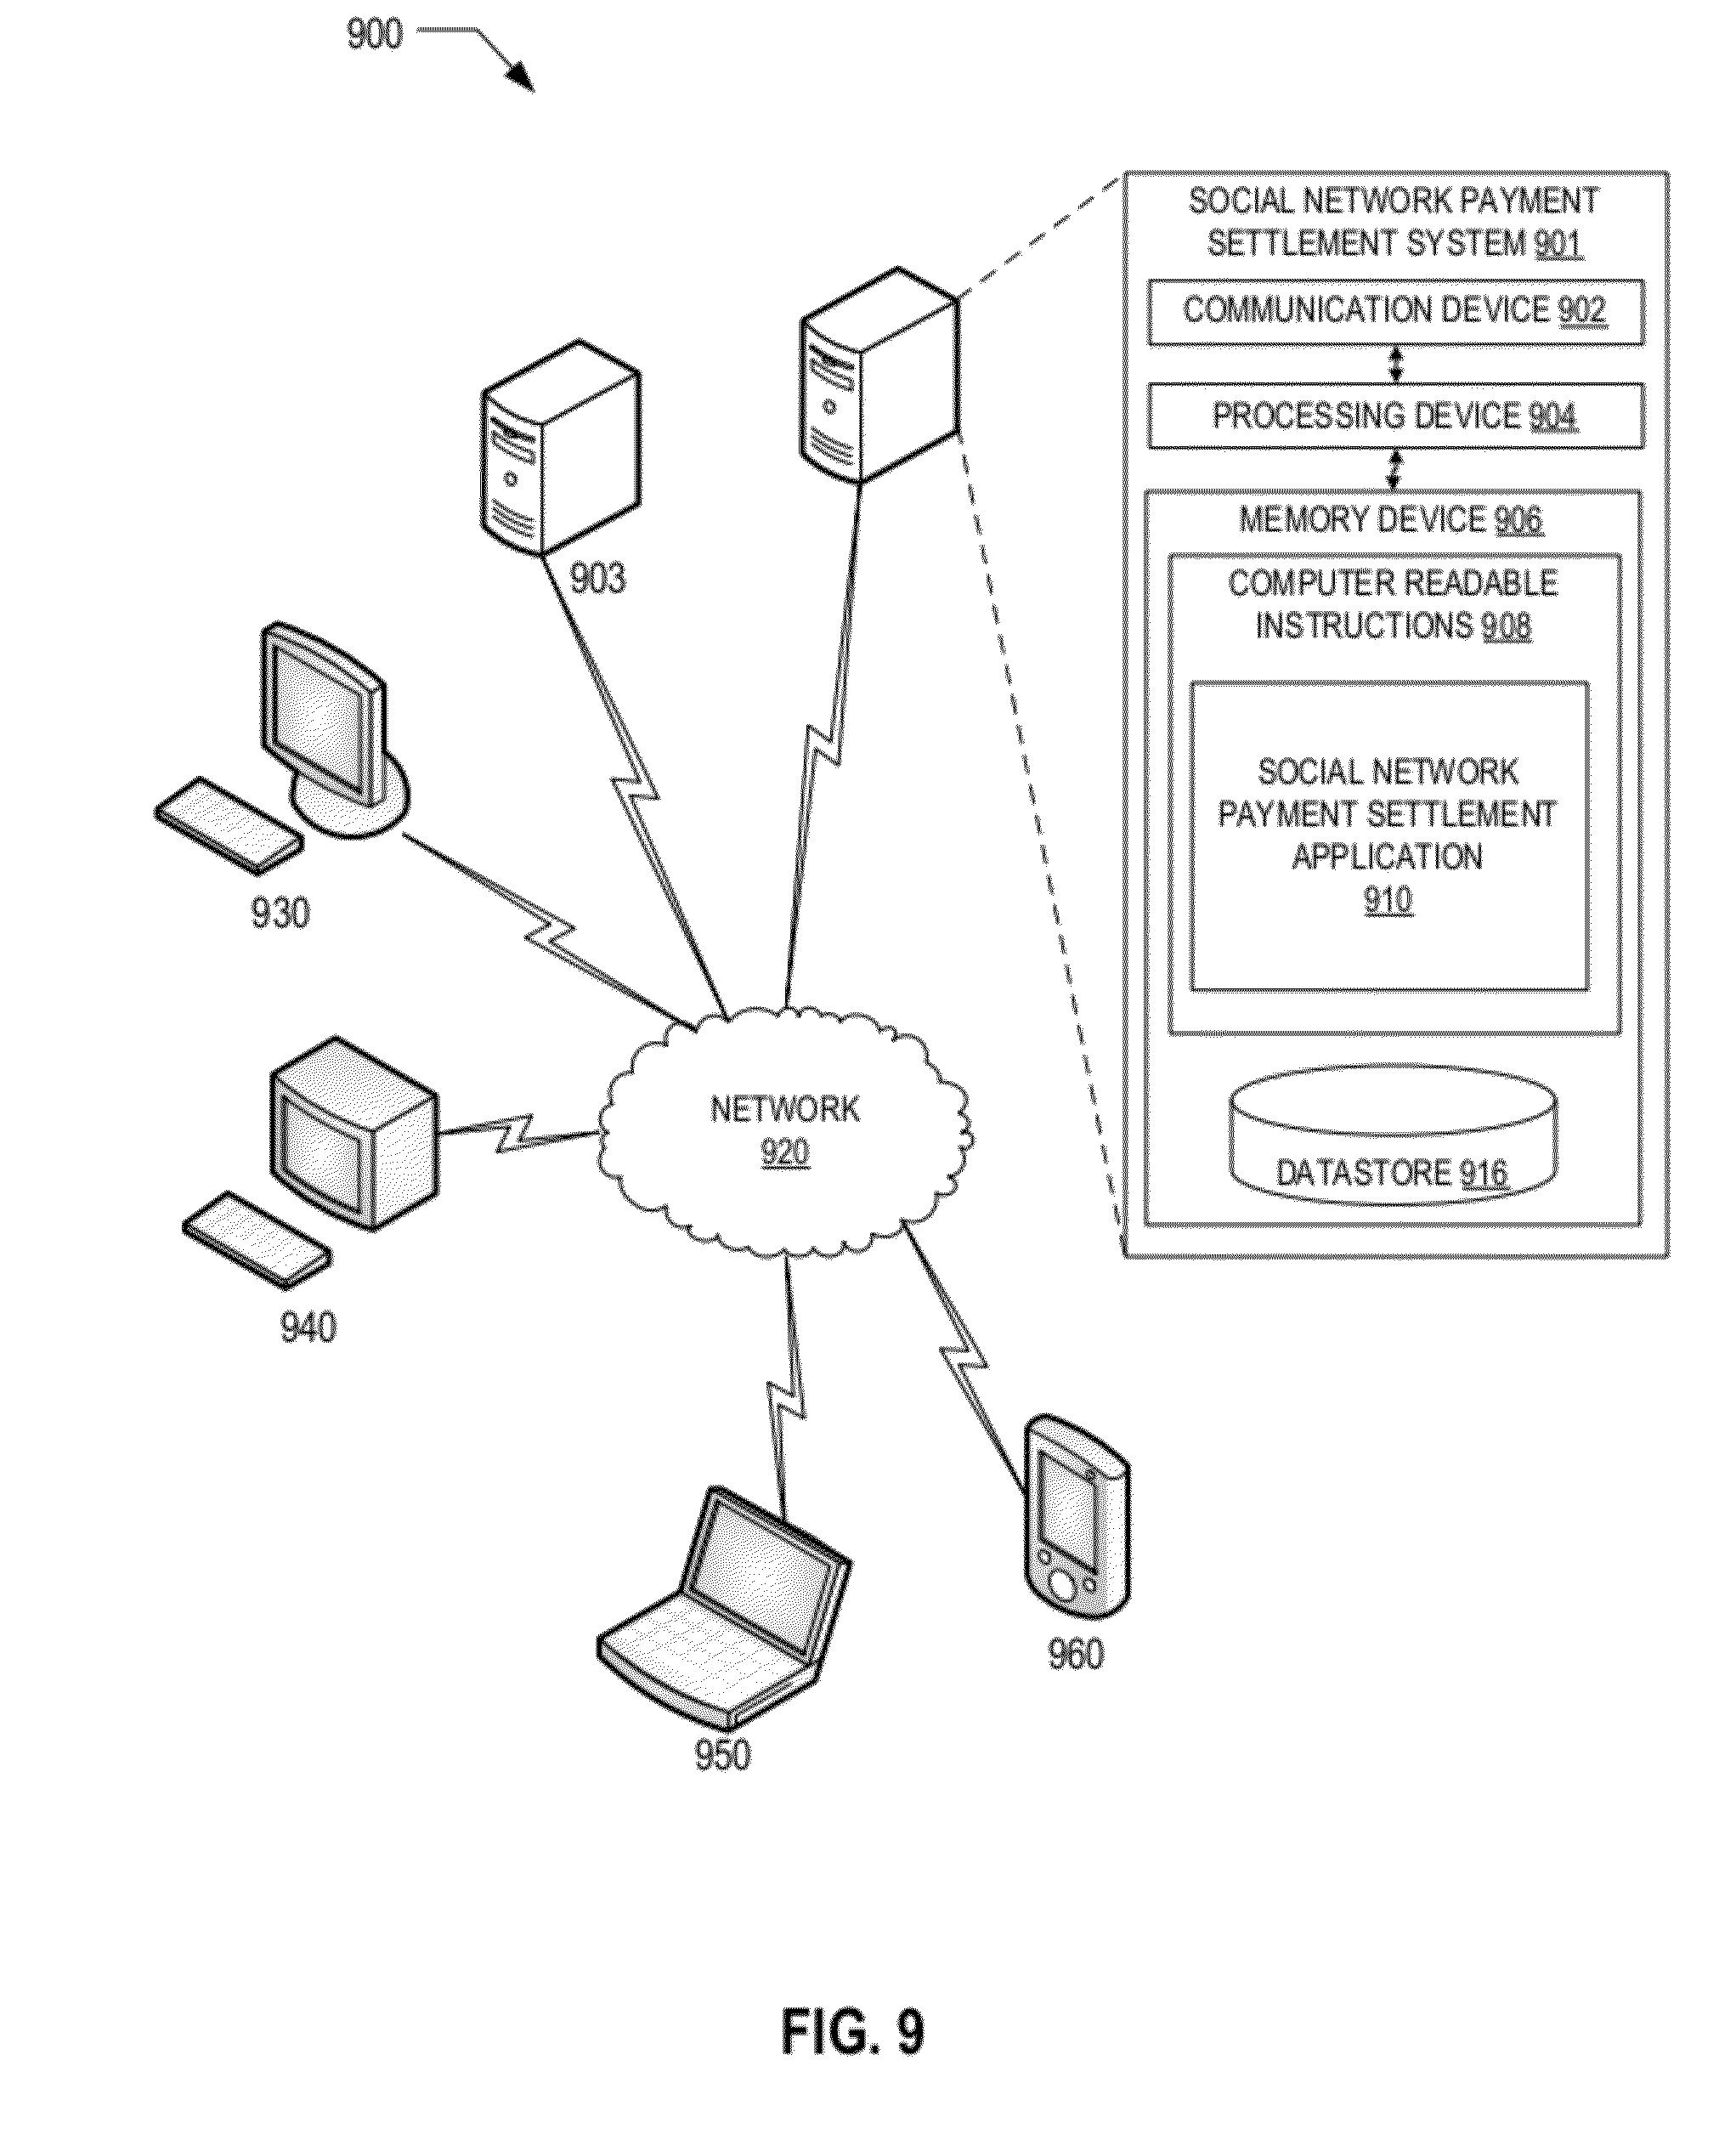 900
SOCIAL NETWORK PAYMENT
SETTLEMENT SYSTEM 901
COMMUNICATION DEVICE 902
PROCESSING DEVICE 904
MEMORY DEVICE 906
COMPUTER READABLE
INSTRUCTIONS 908
SOCIAL NETWORK
PAYMENT SETTLEMENT
APPLICATION
910
DATASTORE 916
903
930
NETWORK
920
940
950
960
FIG. 9